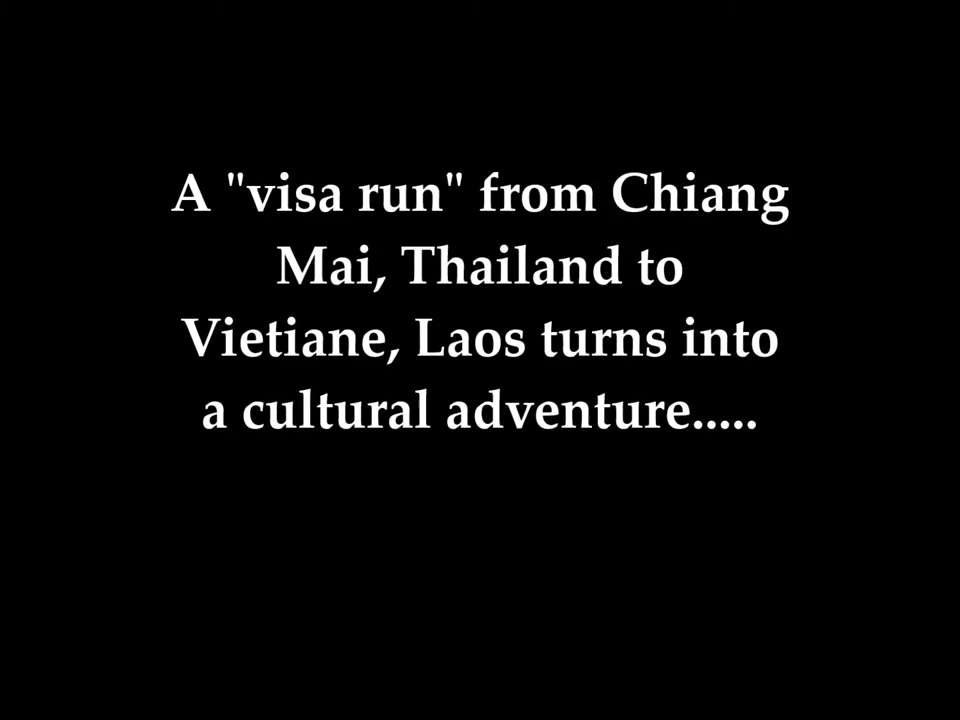 A "visa run" from Chiang
Mai, Thailand to
Vietiane, Laos turns into
a cultural adventure.....